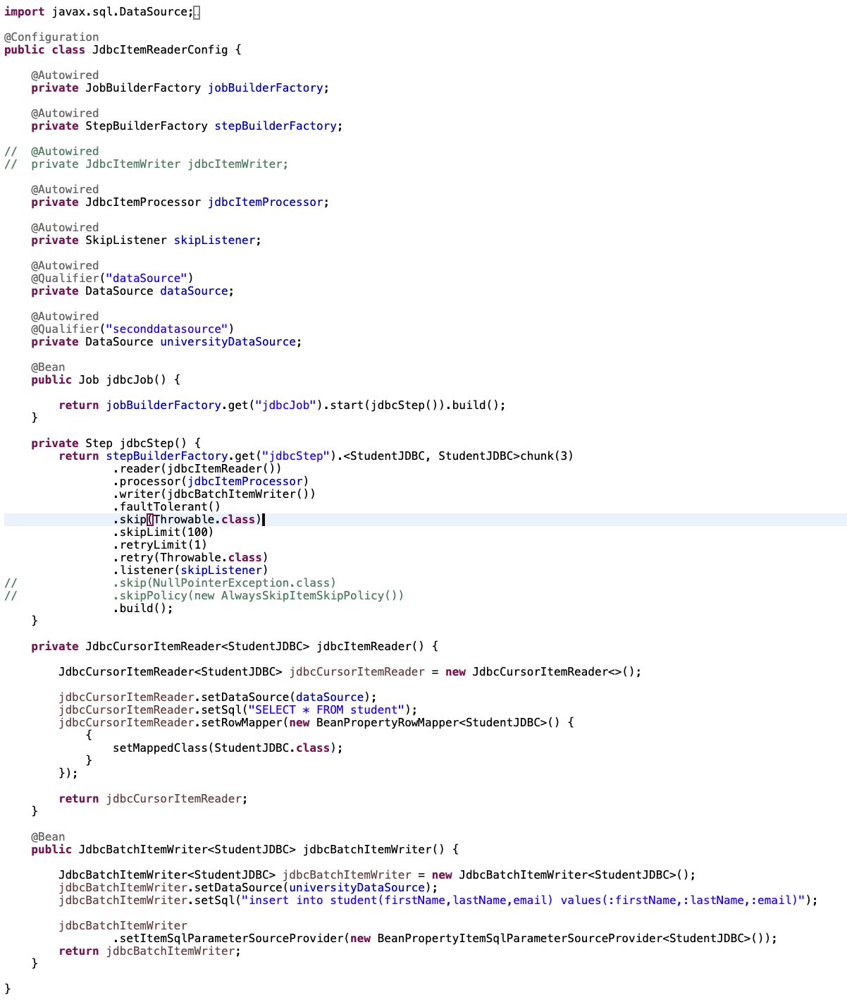 import javax.sql.DataSource;
@Configuration
public class JdbcItemReaderConfig {
@Autowired
private JobBuilderFactory jobBuilderFactory;
@Autowired
private StepBuilderFactory stepBuilderFactory;
//  @Autowired
//  private JdbcItemWriter jdbcItemWriter;
@Autowired
private JdbcItemProcessor jdbcItemProcessor;
@Autowired
private SkipListener skipListener;
@Autowired
@Qualifier("dataSource")
private DataSource dataSource;
@Autowired
@Qualifier("seconddatasource")
private DataSource universityDataSource;
@Bean
public Job jdbcJob() {
return jobBuilderFactory.get("jdbcJob").start(jdbcStep()).build();
}
private Step jdbcStep() {
return stepBuilderFactory.get("jdbcStep").<StudentJDBC, StudentJDBC>chunk(3)
.reader(jdbcItemReader())
.processor(jdbcItemProcessor)
.writer(jdbcBatchItemWriter())
.faultTolerant()
.skip(Throwable.class)
.skipLimit(100)
.retryLimit(1)
.retry(Throwable.class)
.listener(skipListener)
//              .skip(NullPointerException.class)
//              .skipPolicy(new AlwaysSkipItemSkipPolicy())
.build();
}
private JdbcCursorItemReader<StudentJDBC> jdbcItemReader() {
JdbcCursorItemReader<StudentJDBC> jdbcCursorItemReader = new JdbcCursorItemReader<>();
jdbcCursorItemReader.setDataSource(dataSource);
jdbcCursorItemReader.setSql("SELECT * FROM student");
jdbcCursorItemReader.setRowMapper(new BeanPropertyRowMapper<StudentJDBC>() {
{
setMappedClass(StudentJDBC.class);
}
});
return jdbcCursorItemReader;
}
@Bean
public JdbcBatchItemWriter<StudentJDBC> jdbcBatchItemWriter() {
JdbcBatchItemWriter<StudentJDBC> jdbcBatchItemWriter = new JdbcBatchItemWriter<StudentJDBC>();
jdbcBatchItemWriter.setDataSource(universityDataSource);
jdbcBatchItemWriter.setSql("insert into student(firstName,lastName,email) values(:firstName,:lastName,:email)");
jdbcBatchItemWriter
.setItemSqlParameterSourceProvider(new BeanPropertyItemSqlParameterSourceProvider<StudentJDBC>());
return jdbcBatchItemWriter;
}
}